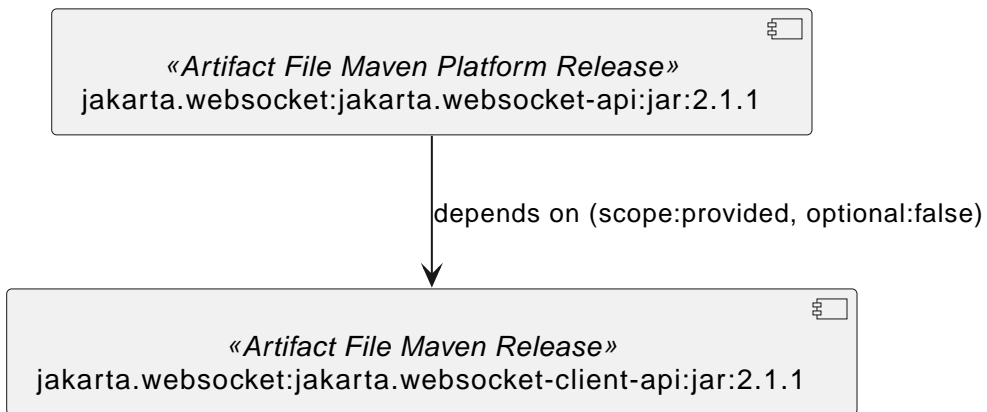 «Artifact File Maven Platform Release»
jakarta.websocket:jakarta.websocket-api:jar:2.1.1
depends on (scope:provided, optional:false)
«Artifact File Maven Release»
jakarta.websocket:jakarta.websocket-client-api:jar:2.1.1